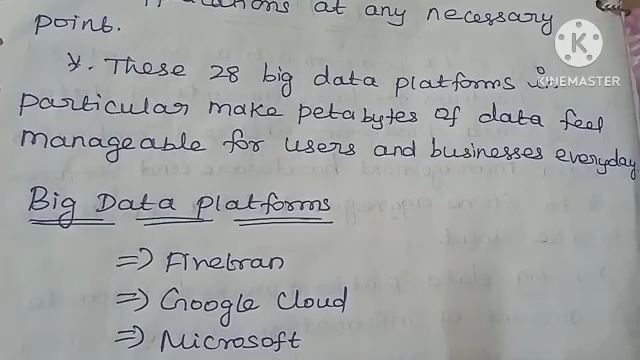 at any necessary
point.
*. These 28 big data platforms in
particular make petabytes of data feel
manageable for users and businesses everyday
Big Data Platforms
=> Finebran
=> Google Cloud
=> Microsoft
KINEMASTER